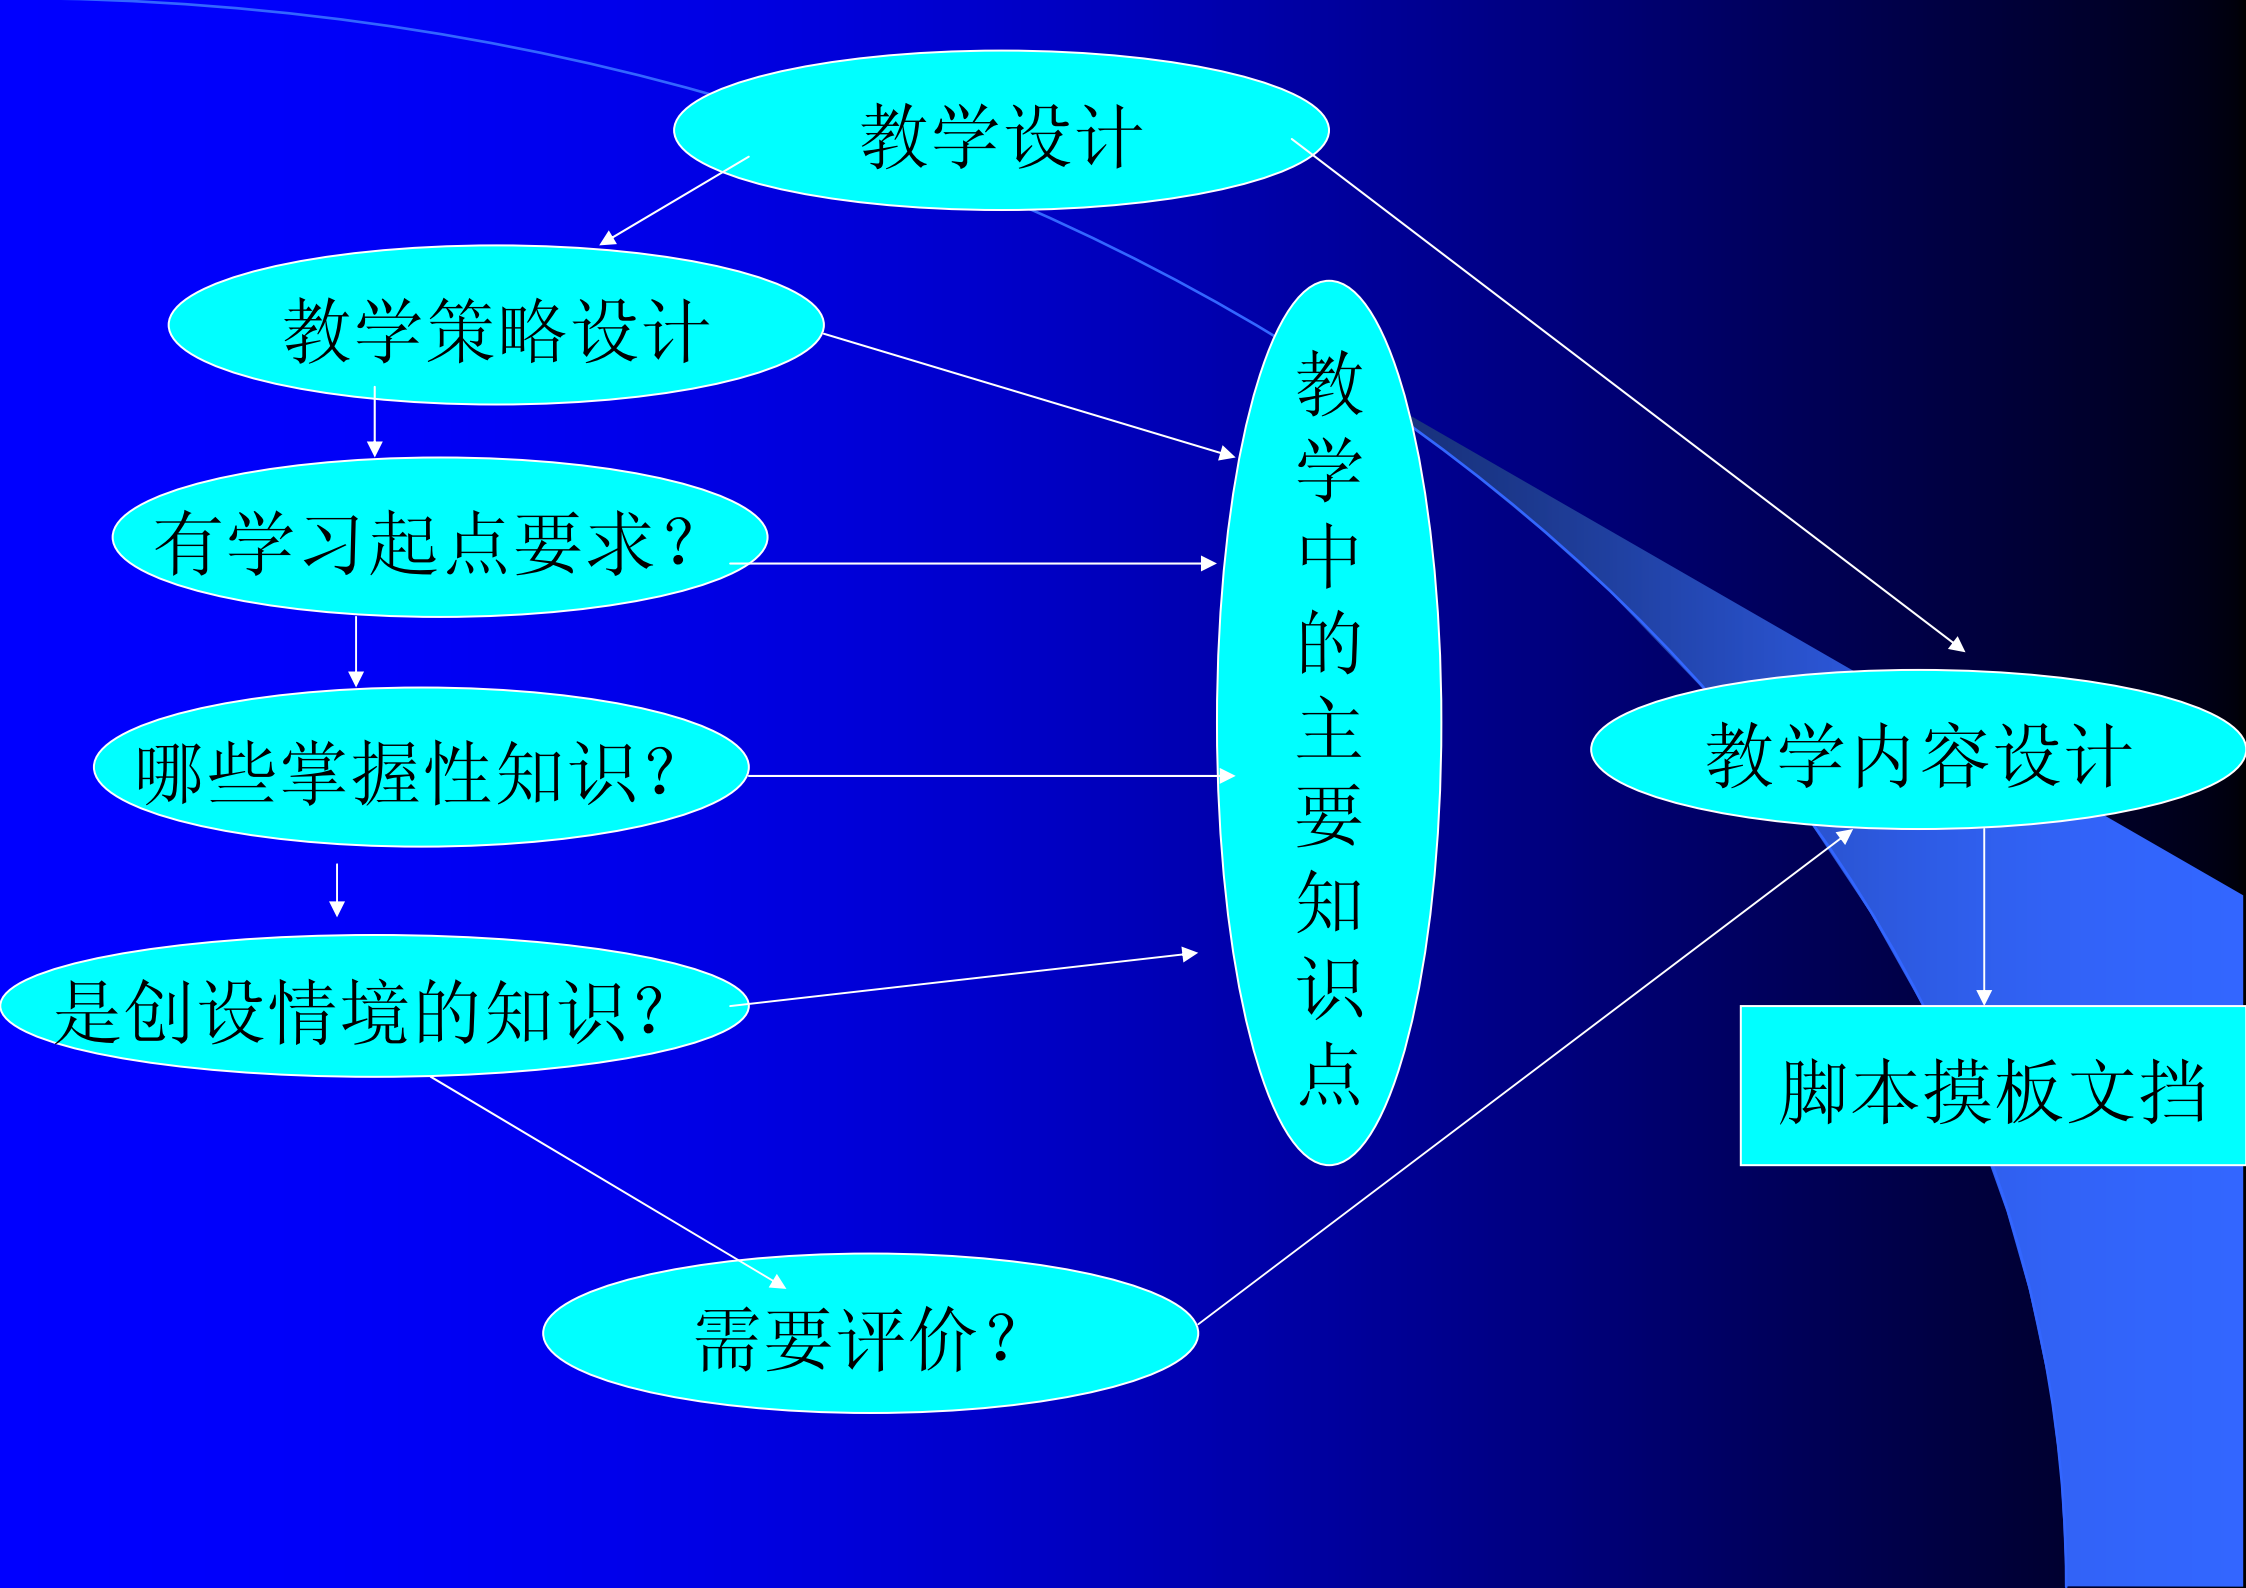 教学设计
教学策略设计
有学习起点要求？
哪些掌握性知识？
是创设情境的知识？
需要评价？
教
学
中
的
主
要
知
识
点
教学内容设计
脚本摸板文挡